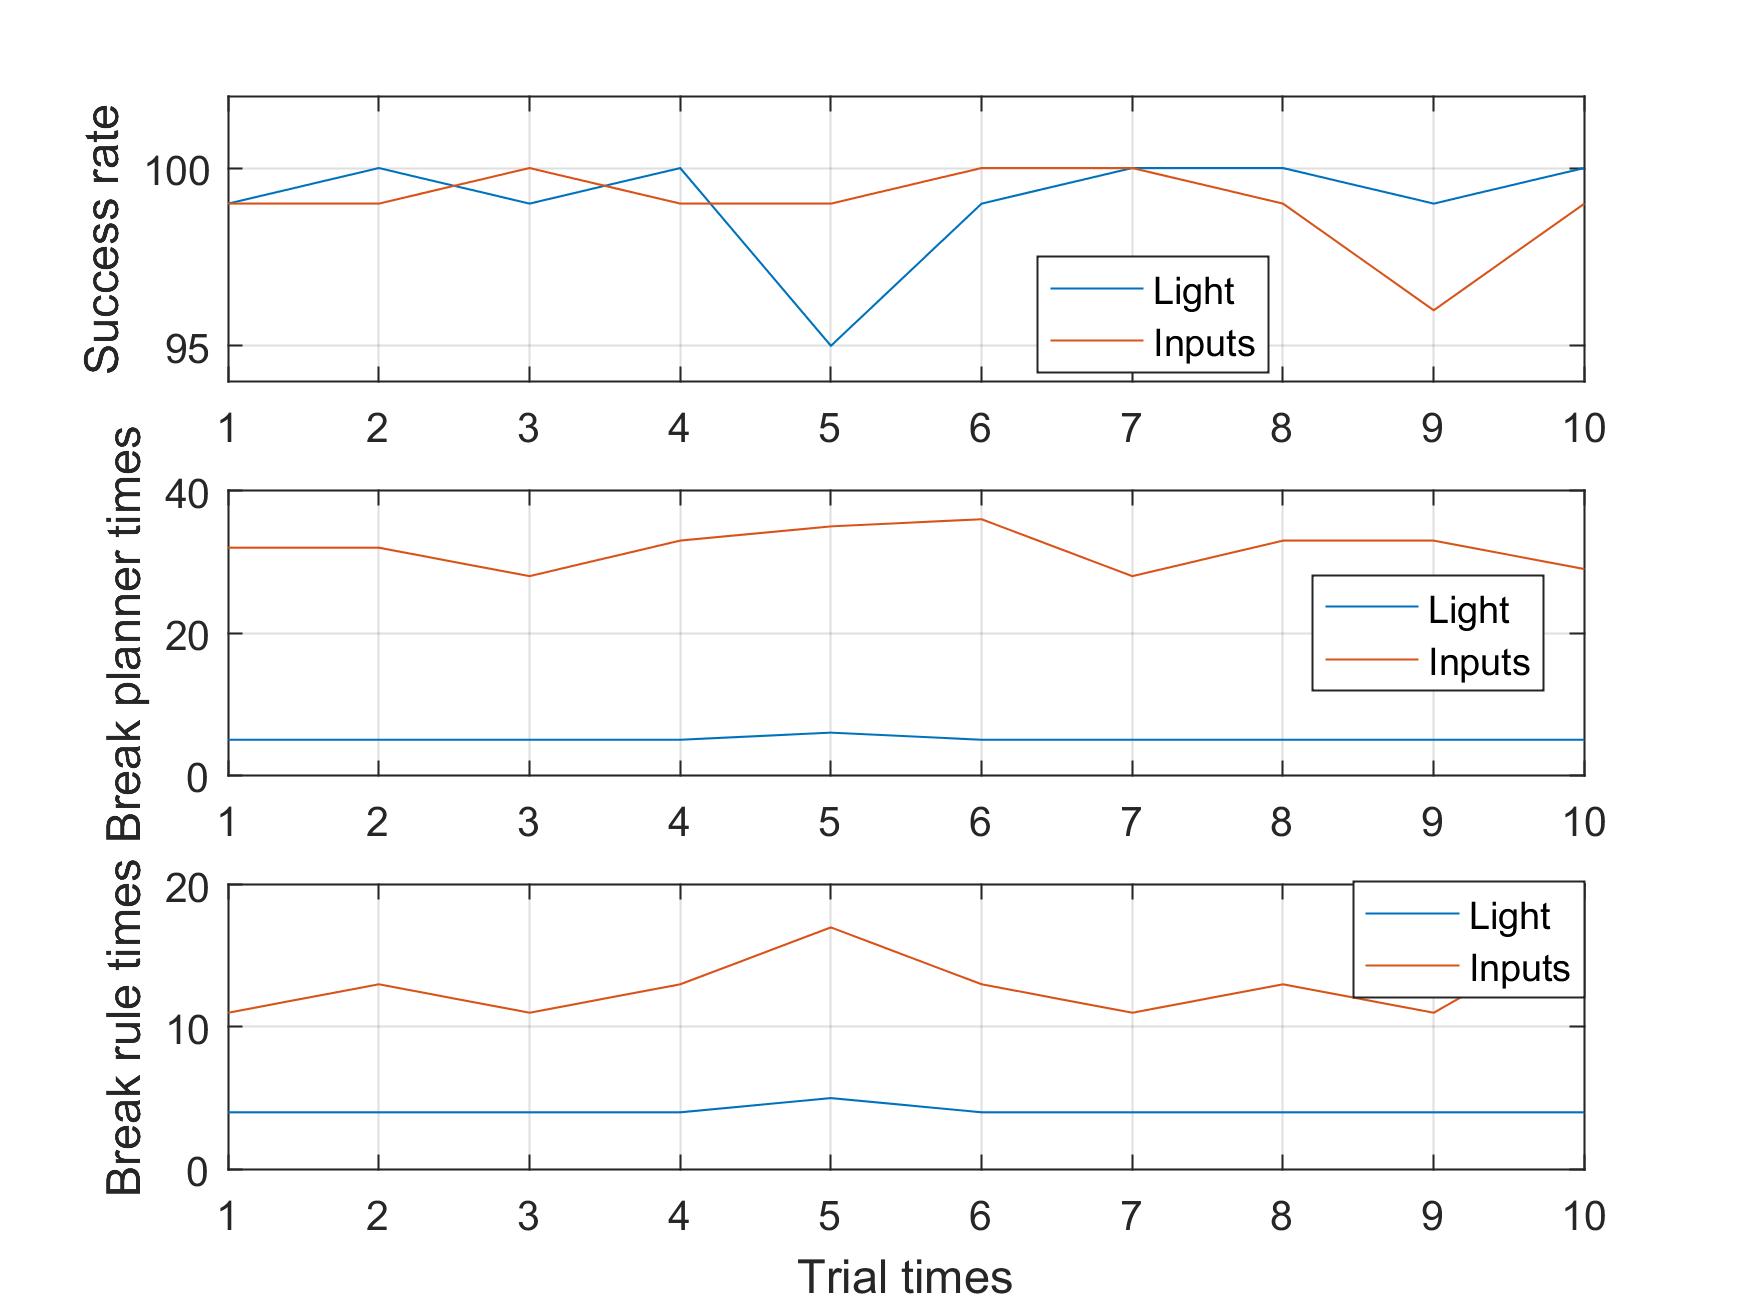 Success rate
100
95
Light
Inputs
1 2 3 4 5 6 7 8 9 10
Break planner times
40
20
0
Light
Inputs
1 2 3 4 5 6 7 8 9 10
Break rule times
20
10
0
Light
Inputs
1 2 3 4 5 6 7 8 9 10
Trial times